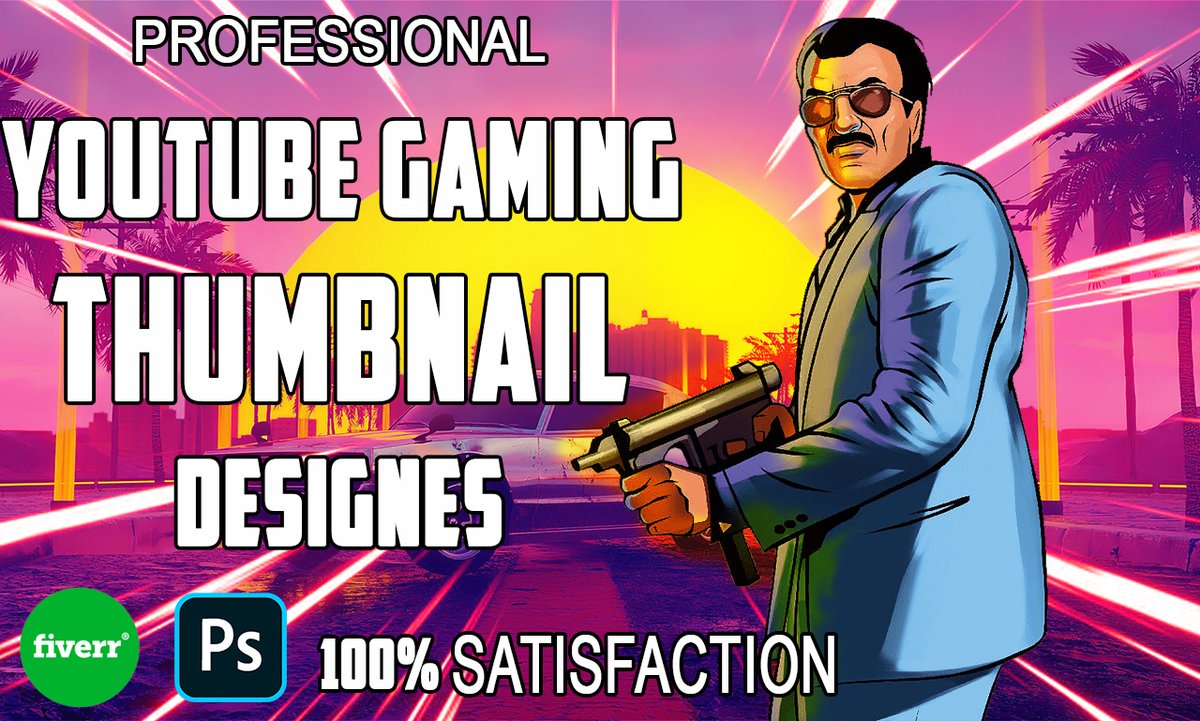 PROFESSIONAL
YOUTUBE GAMING
THUMBNAIL
DESIGNES
fiverr®
Ps
100% SATISFACTION